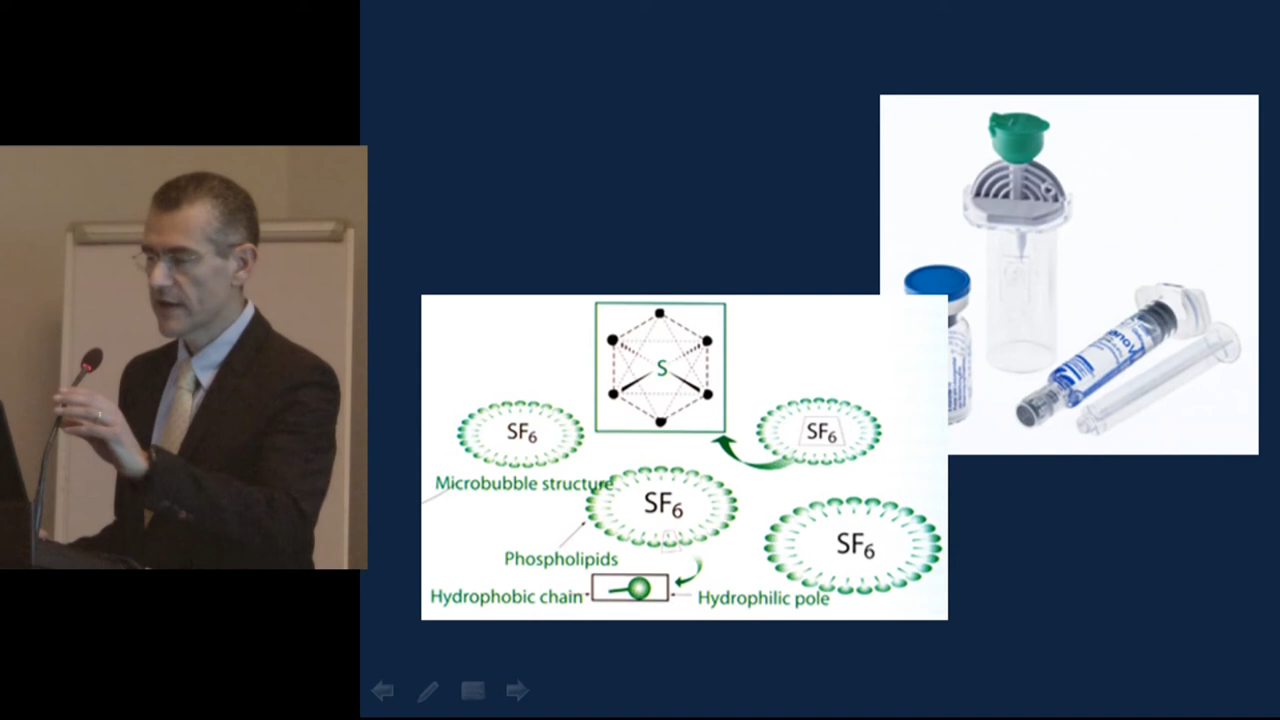 S
SF6
SF6
Microbubble structure
SF6
SF6
Phospholipids
Hydrophobic chain
Hydrophilic pole